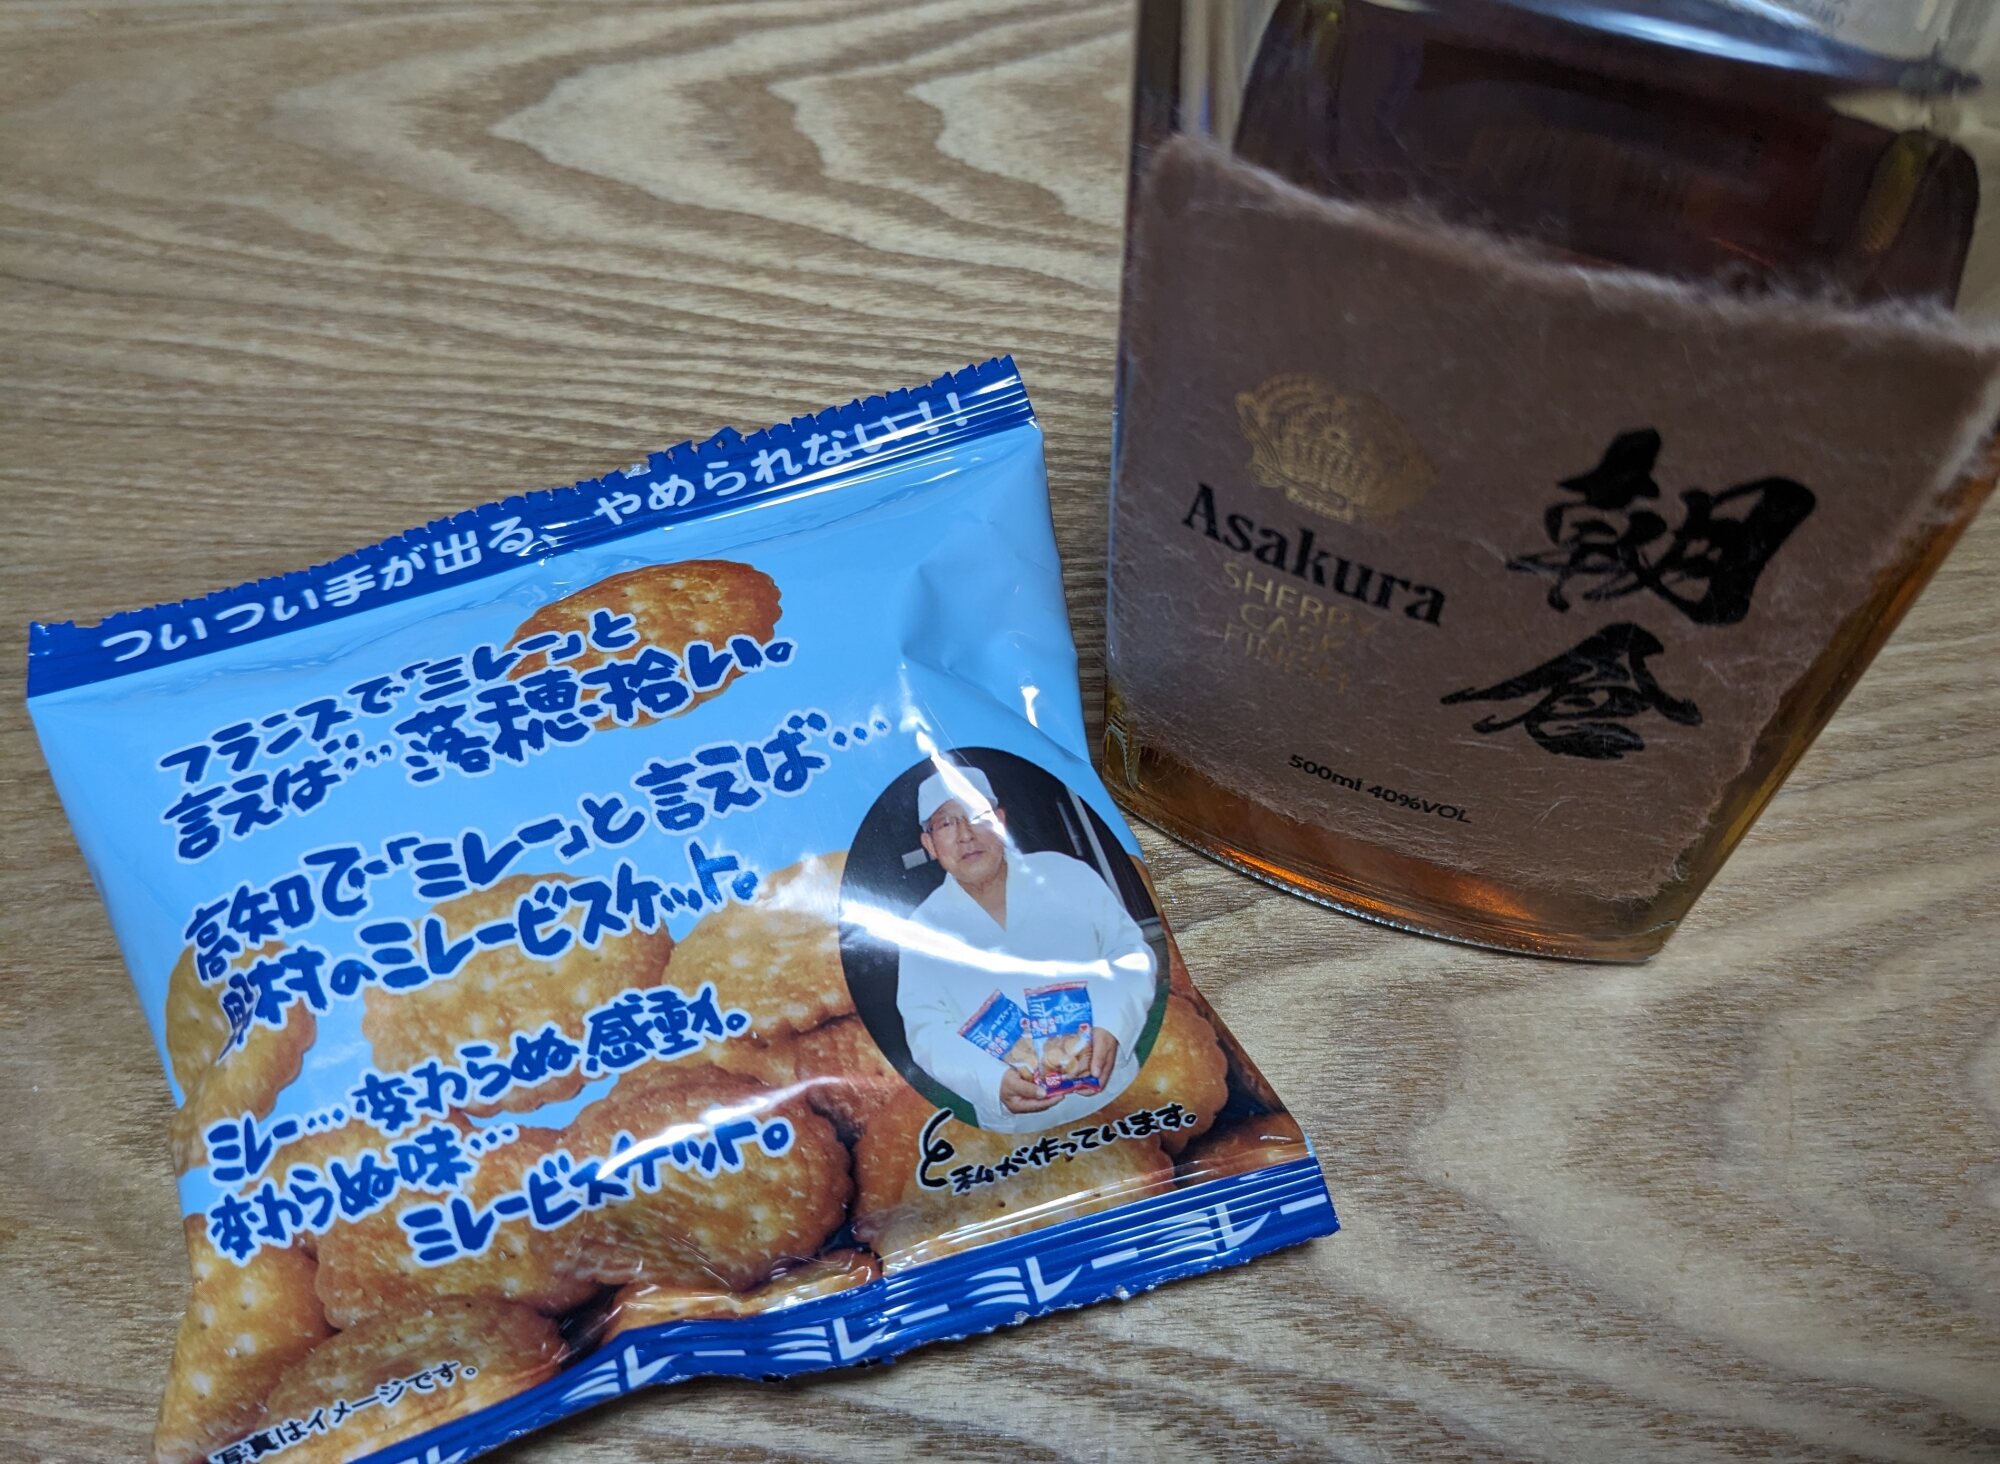 ついつい手が出る、やめられない!!
フランスで「ミレー」と
言えば…落穂拾い。
高知で「ミレー」と言えば…
野村のミレービスケット。
ミレー…変わらぬ感動。
変わらぬ味…
ミレービスケット。
私が作っています。
ミレー ミレー ミレー ミレー
写真はイメージです。
Asakura
SHERRY
CASK
FINEST
朝倉
500ml 40%VOL